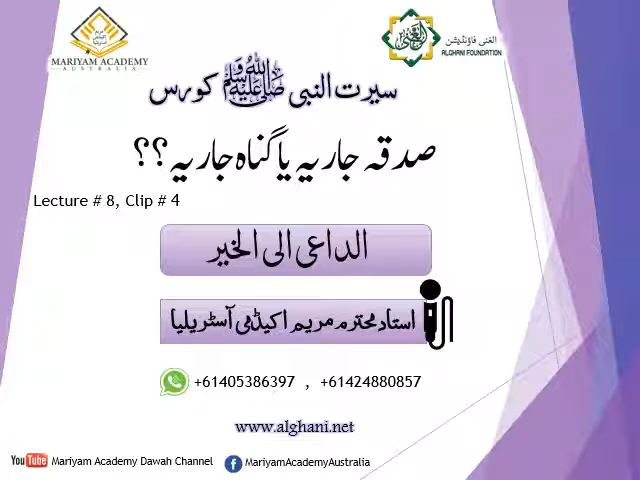 MARIYAM ACADEMY
AUSTRALIA
الغنی فاؤنڈیشن
ALGHANI FOUNDATION
سیرت النبی ﷺ کورس
صدقہ جاریہ یا گناہ جاریہ ؟؟
Lecture # 8, Clip # 4
الداعی الی الخیر
استاد محترم مریم اکیڈمی آسٹریلیا
+61405386397 , +61424880857
www.alghani.net
YouTube Mariyam Academy Dawah Channel
f MariyamAcademyAustralia